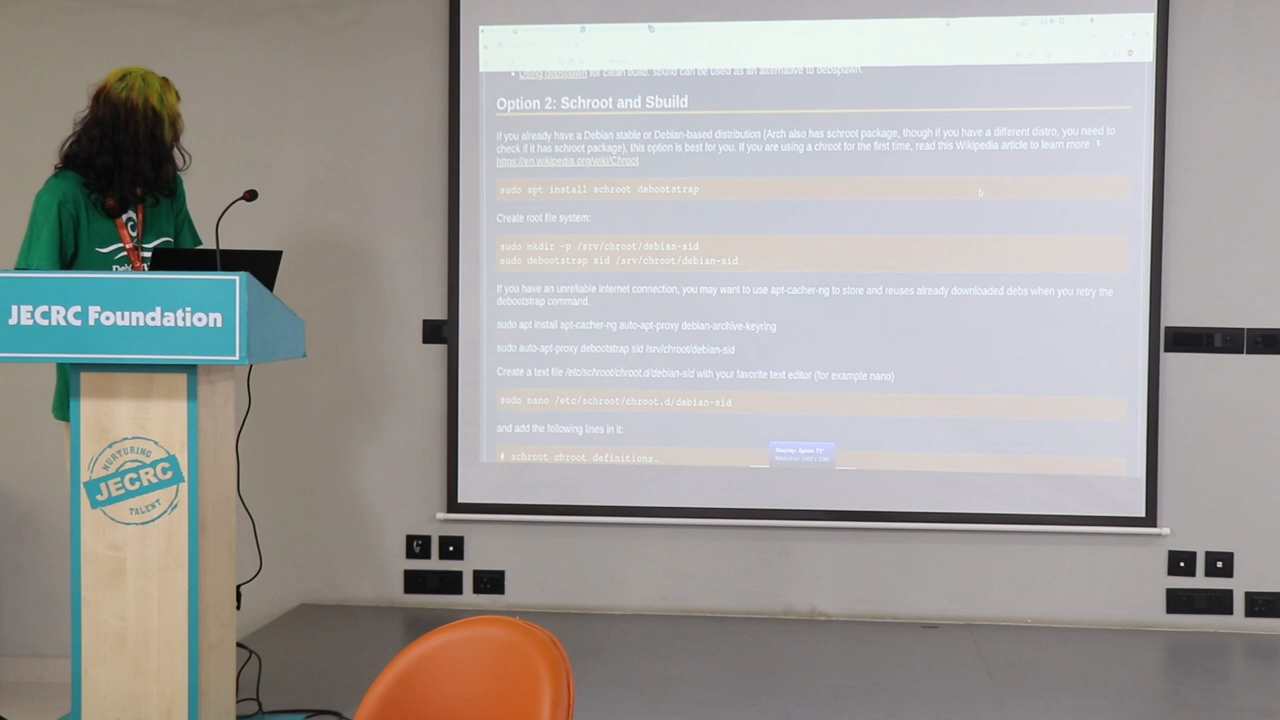 Using debspawn for clean build. sbuild can be used as an alternative to debspawn.
Option 2: Schroot and Sbuild
If you already have a Debian stable or Debian-based distribution (Arch also has schroot package, though if you have a different distro, you need to
check if it has schroot package), this option is best for you. If you are using a chroot for the first time, read this Wikipedia article to learn more
https://en.wikipedia.org/wiki/Chroot
sudo apt install schroot debootstrap
Create root file system:
sudo mkdir -p /srv/chroot/debian-sid
sudo debootstrap sid /srv/chroot/debian-sid
If you have an unreliable internet connection, you may want to use apt-cacher-ng to store and reuses already downloaded debs when you retry the
debootstrap command.
sudo apt install apt-cacher-ng auto-apt-proxy debian-archive-keyring
sudo auto-apt-proxy debootstrap sid /srv/chroot/debian-sid
Create a text file /etc/schroot/chroot.d/debian-sid with your favorite text editor (for example nano)
sudo nano /etc/schroot/chroot.d/debian-sid
and add the following lines in it:
# schroot chroot definitions.
JECRC Foundation
NURTURING
JECRC
TALENT